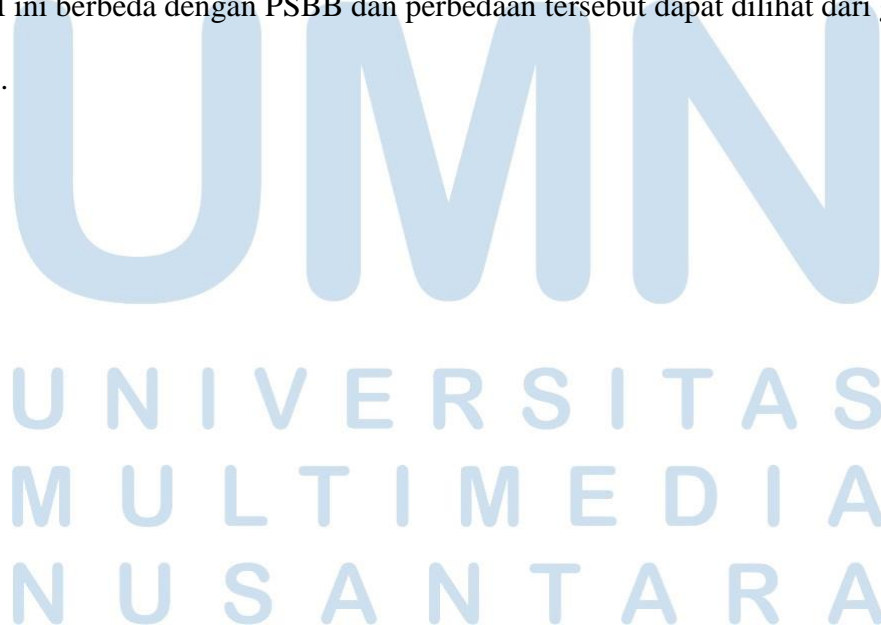 ini berbeda dengan PSBB dan perbedaan tersebut dapat dilihat dari
.
UMN
UNIVERSITAS
MULTIMEDIA
NUSANTARA